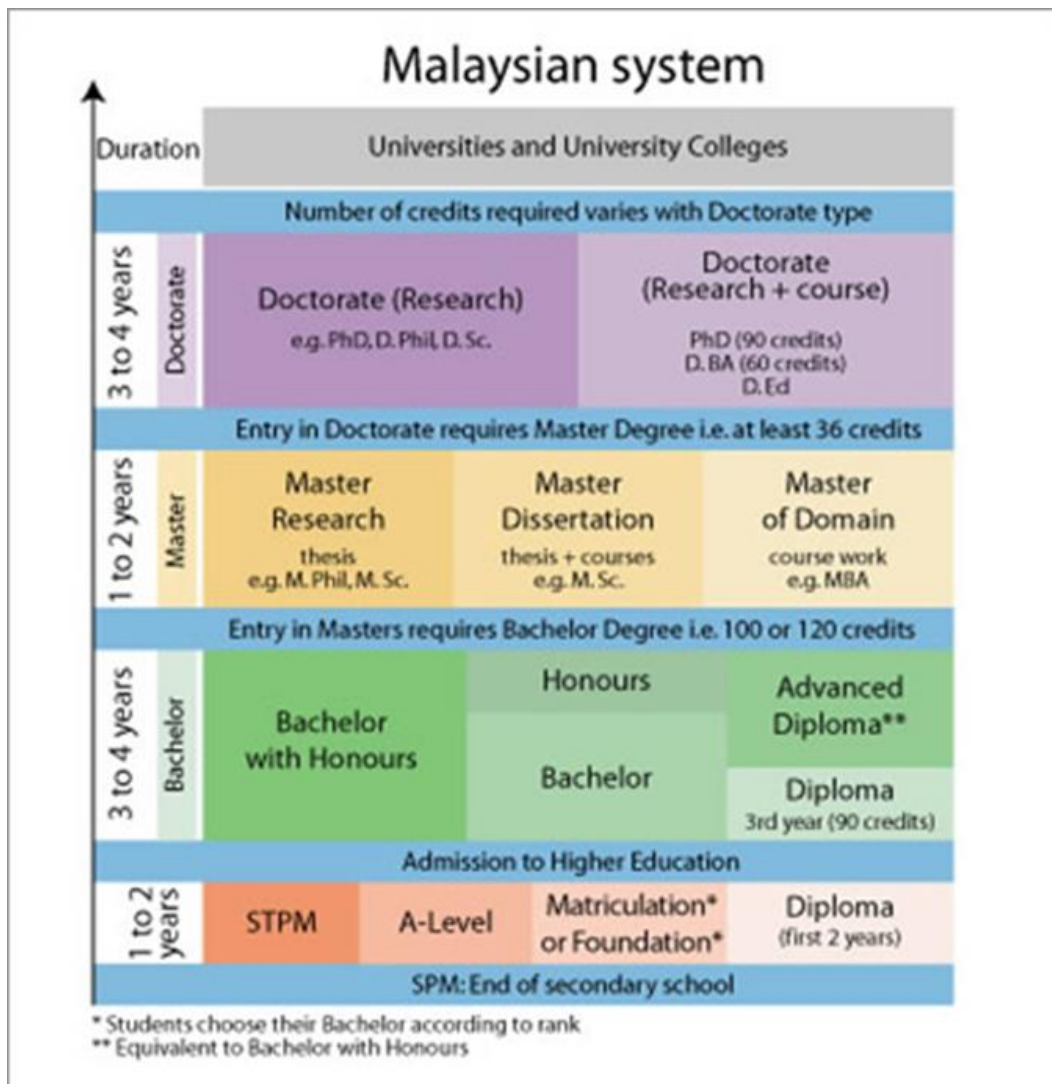 Malaysian system
Duration
Universities and University Colleges
Number of credits required varies with Doctorate type
3 to 4 years
Doctorate
Doctorate (Research)
e.g. PhD, D. Phil, D. Sc.
Doctorate
(Research + course)
PhD (90 credits)
D. BA (60 credits)
D. Ed
Entry in Doctorate requires Master Degree i.e. at least 36 credits
1 to 2 years
Master
Master
Research
thesis
e.g. M. Phil, M. Sc.
Master
Dissertation
thesis + courses
e.g. M. Sc.
Master
of Domain
course work
e.g. MBA
Entry in Masters requires Bachelor Degree i.e. 100 or 120 credits
3 to 4 years
Bachelor
Bachelor
with Honours
Honours
Bachelor
Advanced
Diploma**
Diploma
3rd year (90 credits)
Admission to Higher Education
1 to 2
years
STPM
A-Level
Matriculation*
or Foundation*
Diploma
(first 2 years)
SPM: End of secondary school
* Students choose their Bachelor according to rank
** Equivalent to Bachelor with Honours